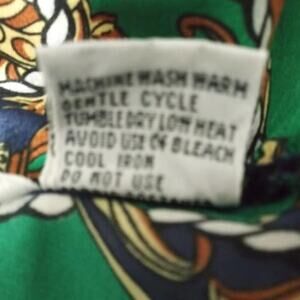 MACHINE WASH WARM
GENTLE CYCLE
TUMBLE DRY LOW HEAT
AVOID USE OF BLEACH
COOL IRON
DO NOT USE